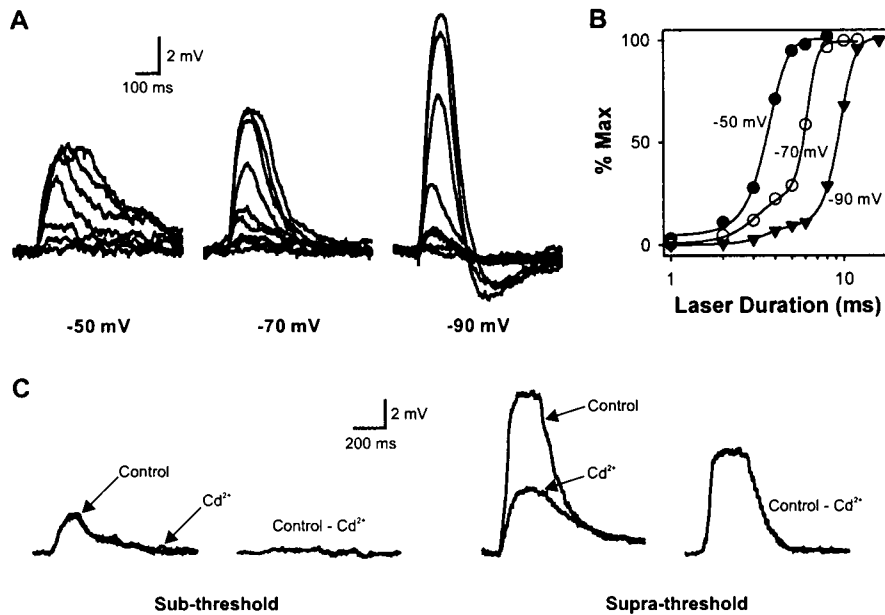 A
2 mV
100 ms
-50 mV
-70 mV
-90 mV
B
% Max
100
50
0
-50 mV
-70 mV
-90 mV
1
10
Laser Duration (ms)
C
2 mV
200 ms
Control
Cd²⁺
Control - Cd²⁺
Control
Cd²⁺
Control - Cd²⁺
Sub-threshold
Supra-threshold